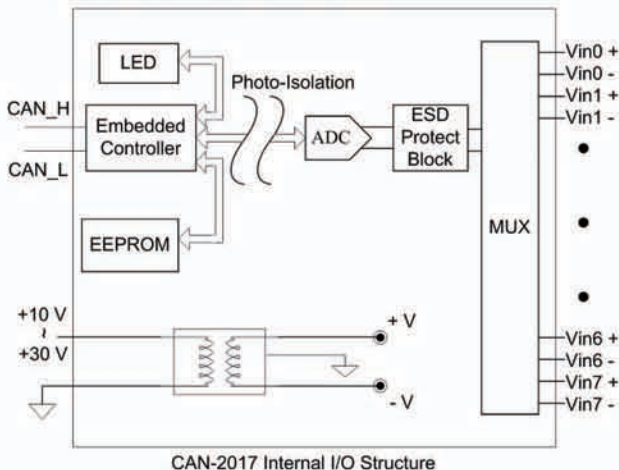 LED
Photo-Isolation
CAN_H
CAN_L
Embedded
Controller
EEPROM
ADC
ESD
Protect
Block
MUX
Vin0 +
Vin0 -
Vin1 +
Vin1 -
Vin6 +
Vin6 -
Vin7 +
Vin7 -
+10 V
~
+30 V
+ V
- V
CAN-2017 Internal I/O Structure